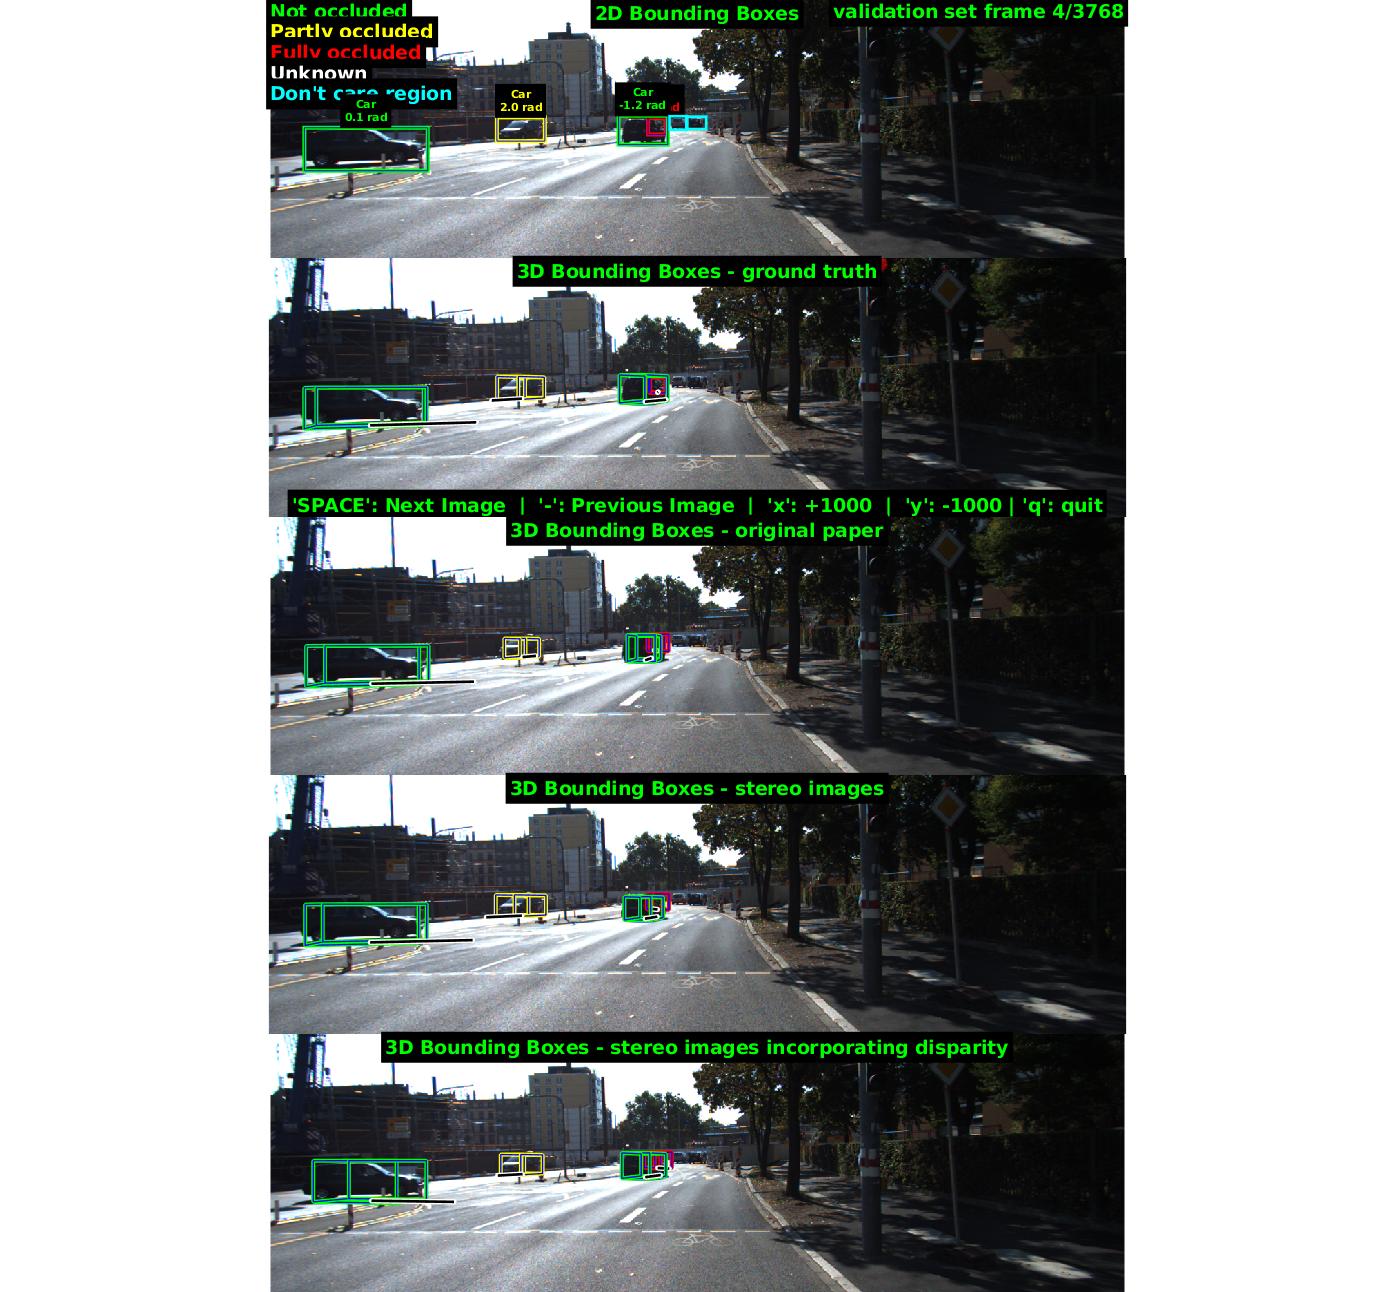 Not occluded
2D Bounding Boxes
validation set frame 4/3768
Partly occluded
Fully occluded
Unknown
Don't care region
Car
0.1 rad
Car
2.0 rad
Car
-1.2 rad
3D Bounding Boxes - ground truth
'SPACE': Next Image | '-': Previous Image | 'x': +1000 | 'y': -1000 | 'q': quit
3D Bounding Boxes - original paper
3D Bounding Boxes - stereo images
3D Bounding Boxes - stereo images incorporating disparity